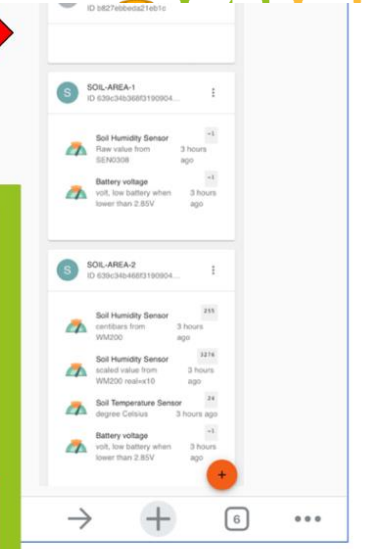 ID b827ebbeda21eb1c
S
SOIL-AREA-1
ID 639c34b368f3190904...
Soil Humidity Sensor
-1
Raw value from
SEN0308
3 hours
ago
Battery voltage
-1
volt, low battery when
lower than 2.85V
3 hours
ago
S
SOIL-AREA-2
ID 639c34b468f3190904...
Soil Humidity Sensor
255
centibars from
WM200
3 hours
ago
Soil Humidity Sensor
3276
scaled value from
WM200 real=x10
3 hours
ago
Soil Temperature Sensor
24
degree Celsius
3 hours ago
Battery voltage
-1
volt, low battery when
lower than 2.85V
3 hours
ago
6